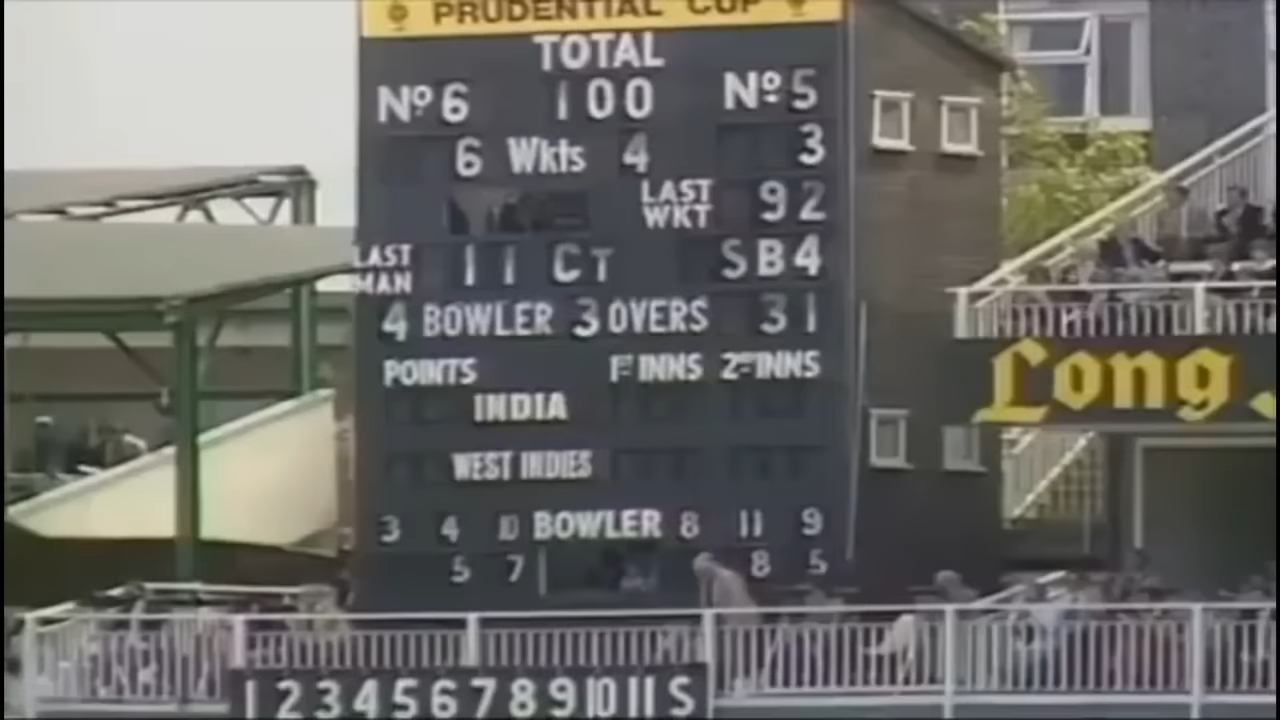 PRUDENTIAL CUP
TOTAL
Nº6 100 Nº5
6 Wkts 4 3
LAST WKT 92
LAST MAN 11 CT SB4
4 BOWLER 3 OVERS 31
POINTS 1ST INNS 2ND INNS
INDIA
WEST INDIES
3 4 10 BOWLER 8 11 9
5 7 8 5
Long
1 2 3 4 5 6 7 8 9 10 11 S